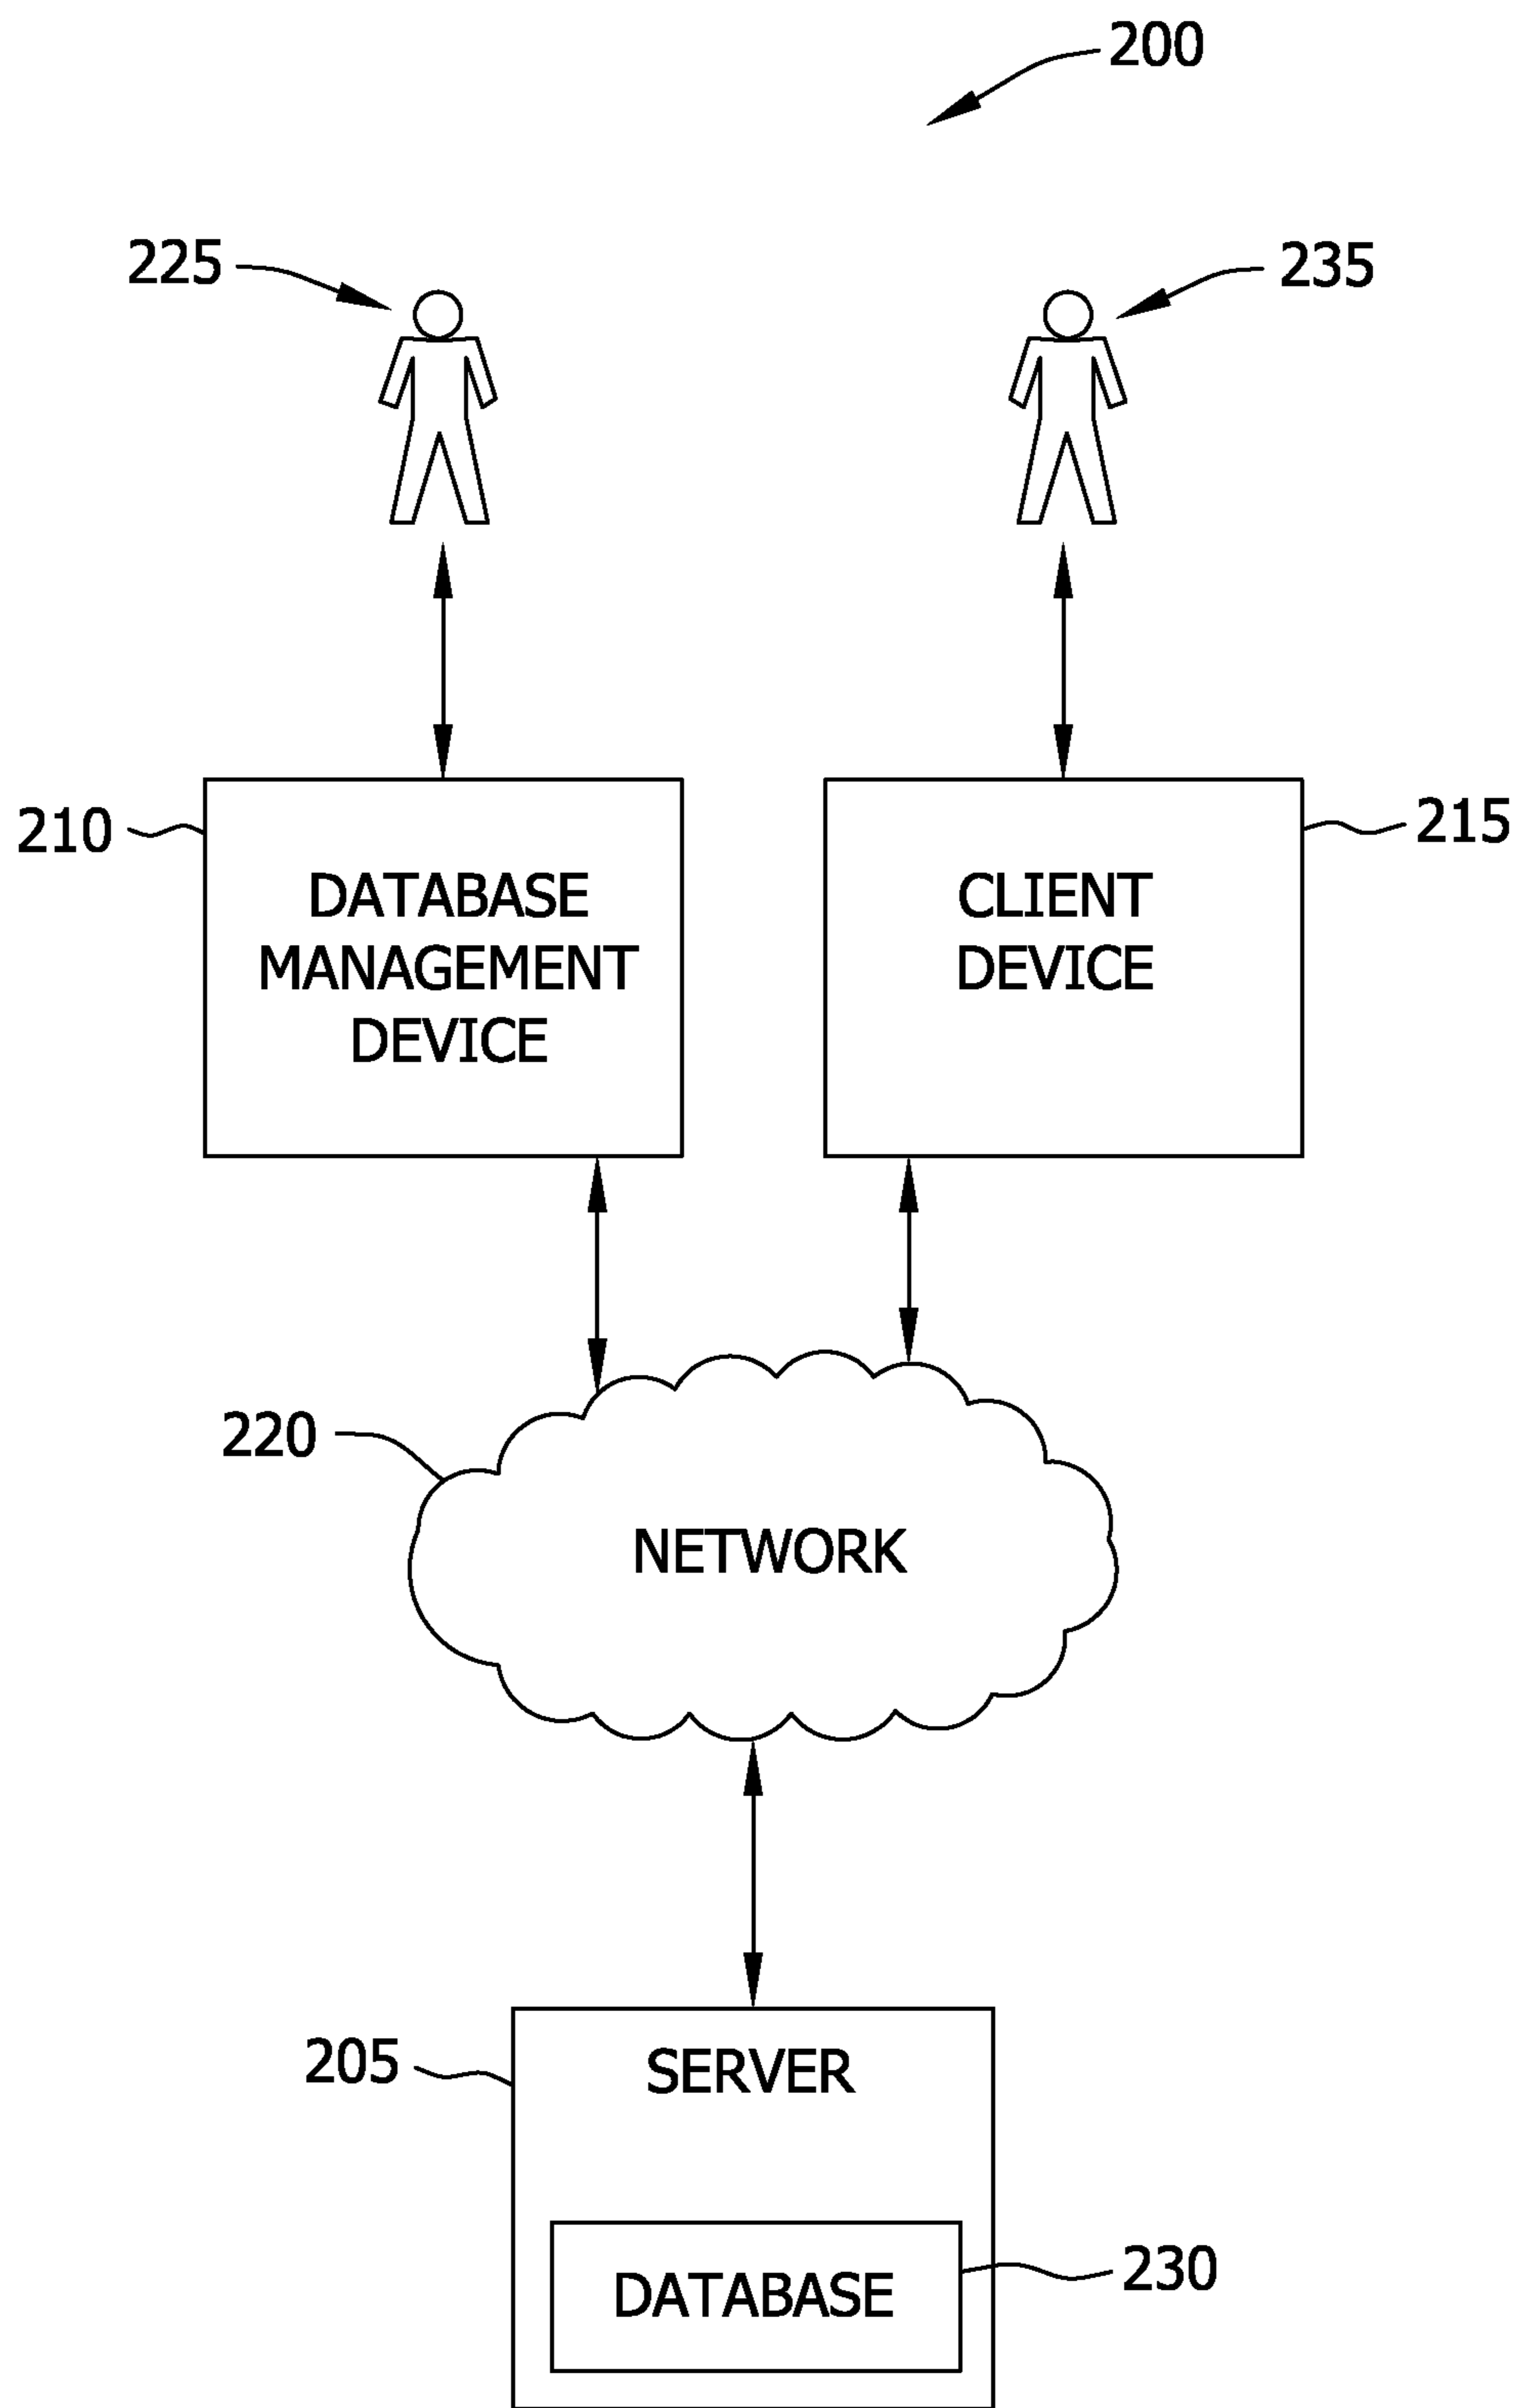 200
225
235
210
DATABASE
MANAGEMENT
DEVICE
CLIENT
DEVICE
215
220
NETWORK
205
SERVER
DATABASE
230